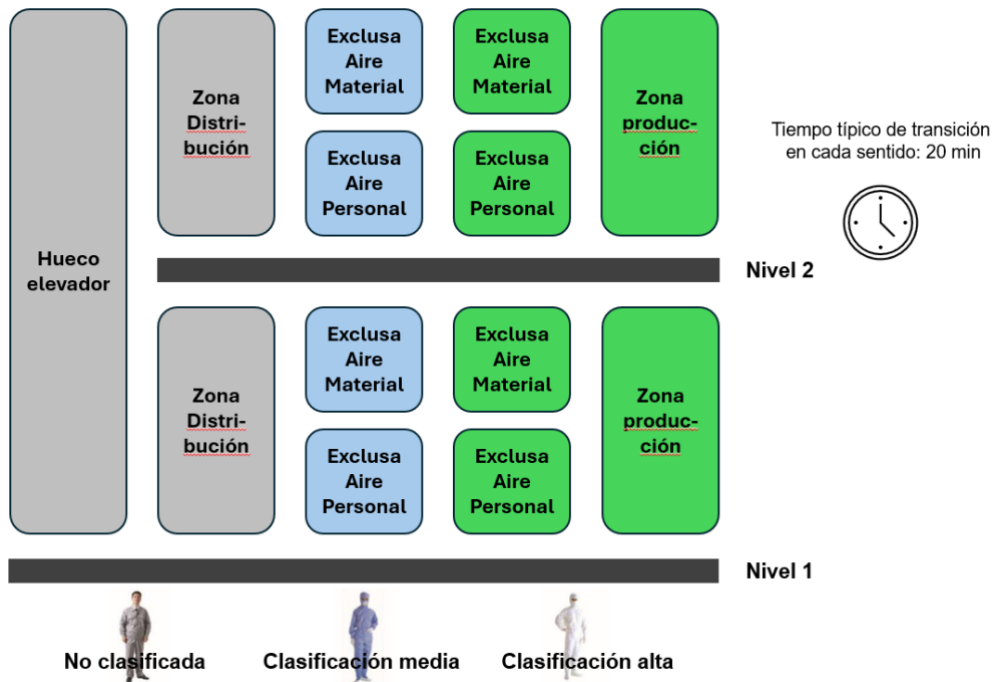 Hueco
elevador
Zona
Distri-
bución
Exclusa
Aire
Material
Exclusa
Aire
Personal
Exclusa
Aire
Material
Exclusa
Aire
Personal
Zona
produc-
ción
Tiempo típico de transición
en cada sentido: 20 min
Nivel 2
Zona
Distri-
bución
Exclusa
Aire
Material
Exclusa
Aire
Personal
Exclusa
Aire
Material
Exclusa
Aire
Personal
Zona
produc-
ción
Nivel 1
No clasificada
Clasificación media
Clasificación alta